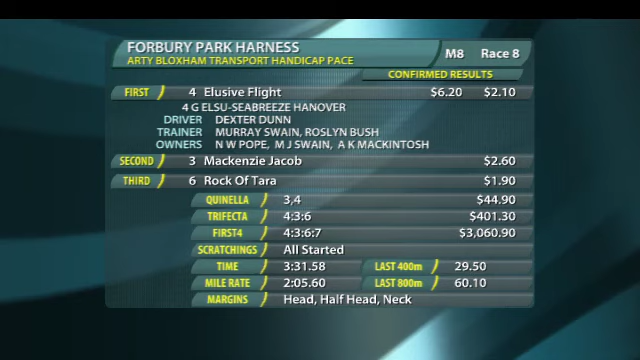 FORBURY PARK HARNESS M8 Race 8
ARTY BLOXHAM TRANSPORT HANDICAP PACE
CONFIRMED RESULTS
FIRST 4 Elusive Flight $6.20 $2.10
4 G ELSU-SEABREEZE HANOVER
DRIVER DEXTER DUNN
TRAINER MURRAY SWAIN, ROSLYN BUSH
OWNERS N W POPE, M J SWAIN, A K MACKINTOSH
SECOND 3 Mackenzie Jacob $2.60
THIRD 6 Rock Of Tara $1.90
QUINELLA 3,4 $44.90
TRIFECTA 4:3:6 $401.30
FIRST4 4:3:6:7 $3,060.90
SCRATCHINGS All Started
TIME 3:31.58 LAST 400m 29.50
MILE RATE 2:05.60 LAST 800m 60.10
MARGINS Head, Half Head, Neck